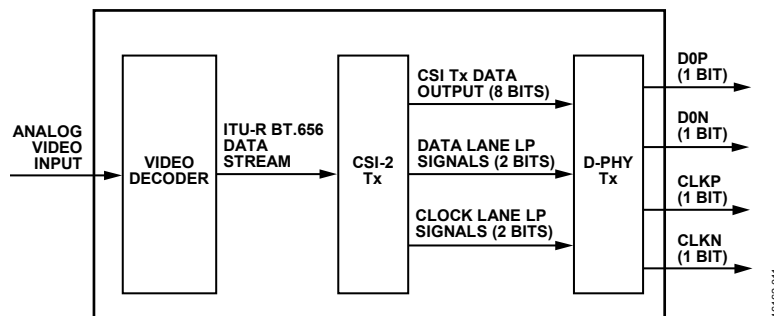 ANALOG
VIDEO
INPUT
VIDEO
DECODER
ITU-R BT.656
DATA
STREAM
CSI-2
Tx
CSI Tx DATA
OUTPUT (8 BITS)
DATA LANE LP
SIGNALS (2 BITS)
CLOCK LANE LP
SIGNALS (2 BITS)
D-PHY
Tx
D0P
(1 BIT)
D0N
(1 BIT)
CLKP
(1 BIT)
CLKN
(1 BIT)